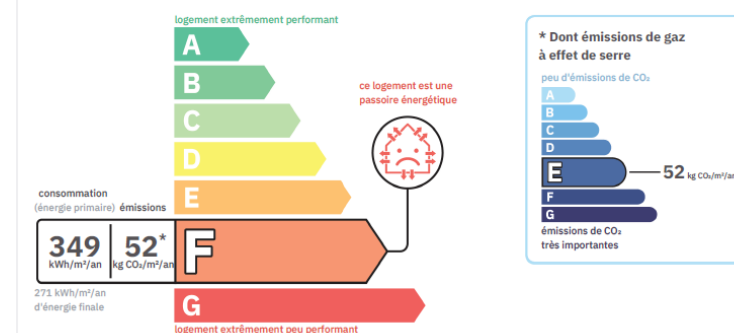 logement extrêmement performant
A
B
C
D
E
F
G
ce logement est une
passoire énergétique
consommation
(énergie primaire) émissions
349 52*
kWh/m²/an kg CO₂/m²/an
271 kWh/m²/an
d'énergie finale
logement extrêmement peu performant
* Dont émissions de gaz
à effet de serre
peu d'émissions de CO₂
A
B
C
D
E 52 kg CO₂/m²/an
F
G
émissions de CO₂
très importantes